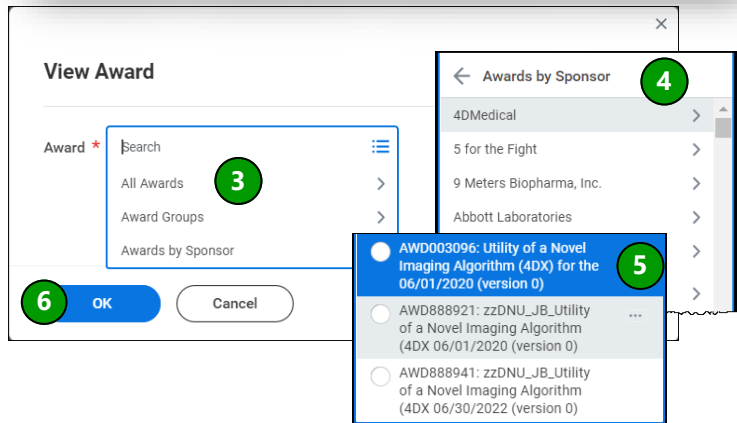 View Award
Award *
Search
All Awards
3
Award Groups
Awards by Sponsor
6
OK
Cancel
Awards by Sponsor
4
4DMedical
5 for the Fight
9 Meters Biopharma, Inc.
Abbott Laboratories
AWD003096: Utility of a Novel
Imaging Algorithm (4DX) for the
06/01/2020 (version 0)
5
AWD888921: zzDNU_JB_Utility
of a Novel Imaging Algorithm
(4DX 06/01/2020 (version 0)
AWD888941: zzDNU_JB_Utility
of a Novel Imaging Algorithm
(4DX 06/30/2022 (version 0)